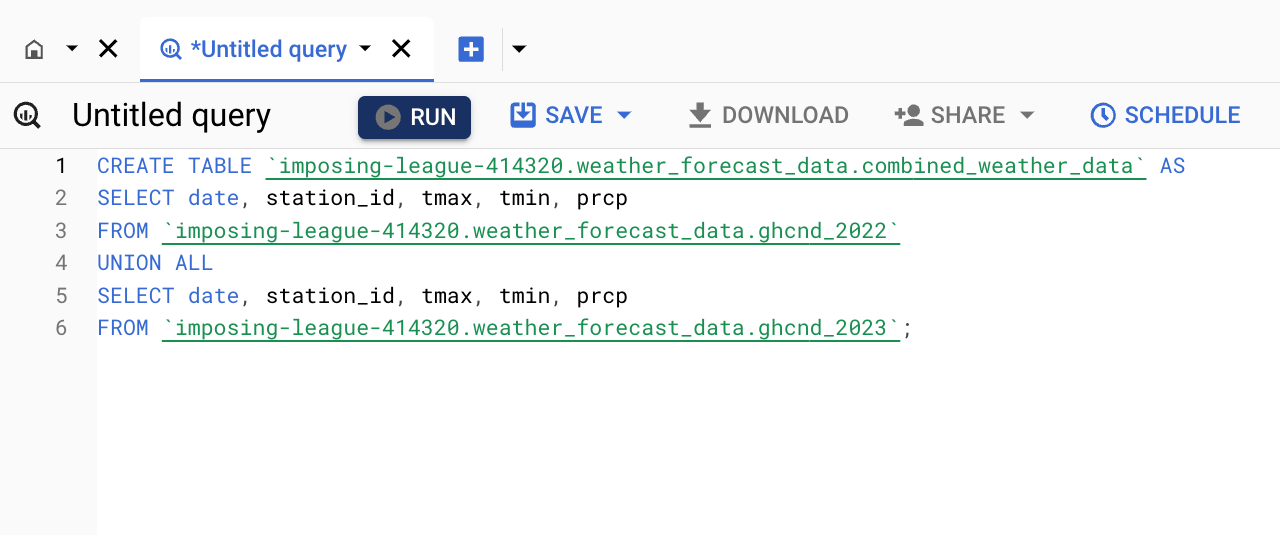 *Untitled query
Untitled query RUN SAVE DOWNLOAD SHARE SCHEDULE
1 CREATE TABLE `imposing-league-414320.weather_forecast_data.combined_weather_data` AS
2 SELECT date, station_id, tmax, tmin, prcp
3 FROM `imposing-league-414320.weather_forecast_data.ghcnd_2022`
4 UNION ALL
5 SELECT date, station_id, tmax, tmin, prcp
6 FROM `imposing-league-414320.weather_forecast_data.ghcnd_2023`;